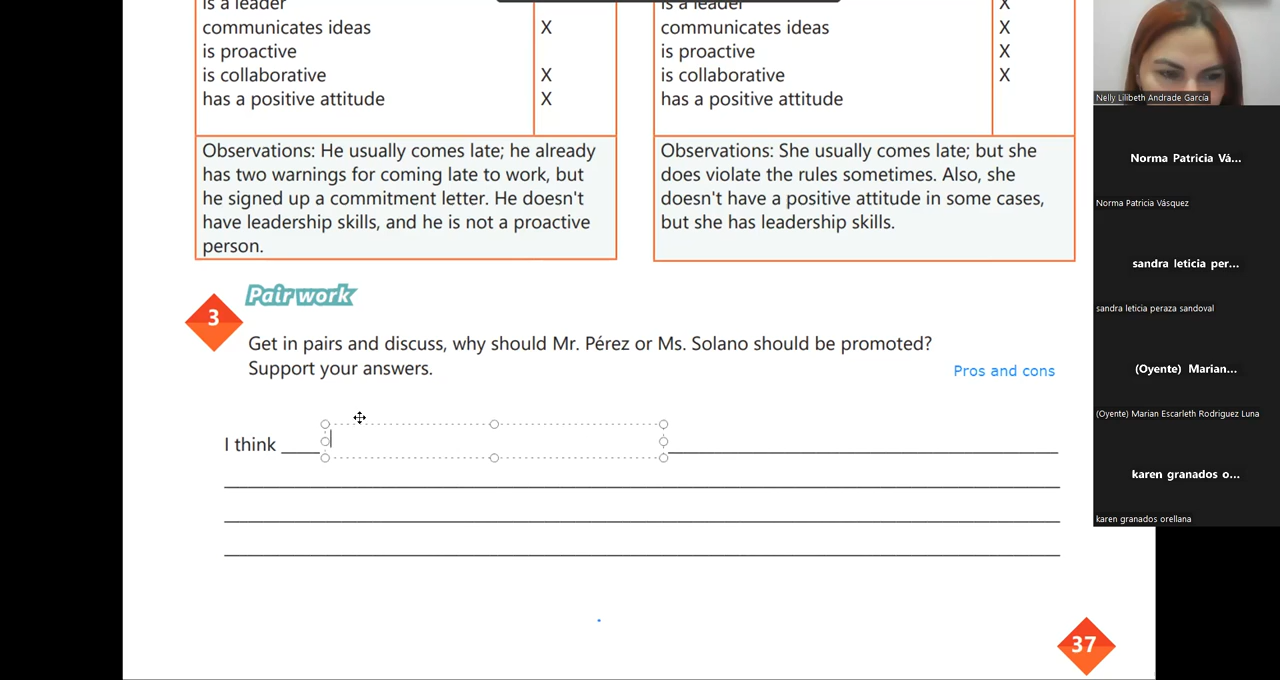 is a leader
communicates ideas X
is proactive
is collaborative X
has a positive attitude X
Observations: He usually comes late; he already
has two warnings for coming late to work, but
he signed up a commitment letter. He doesn't
have leadership skills, and he is not a proactive
person.
is a leader X
communicates ideas X
is proactive X
is collaborative X
has a positive attitude
Observations: She usually comes late; but she
does violate the rules sometimes. Also, she
doesn't have a positive attitude in some cases,
but she has leadership skills.
Pair work
3
Get in pairs and discuss, why should Mr. Pérez or Ms. Solano should be promoted?
Support your answers.
Pros and cons
I think
37
Nelly Lilibeth Andrade García
Norma Patricia Vá...
Norma Patricia Vásquez
sandra leticia per...
sandra leticia peraza sandoval
(Oyente) Marian...
(Oyente) Marian Escarleth Rodriguez Luna
karen granados o...
karen granados orellana